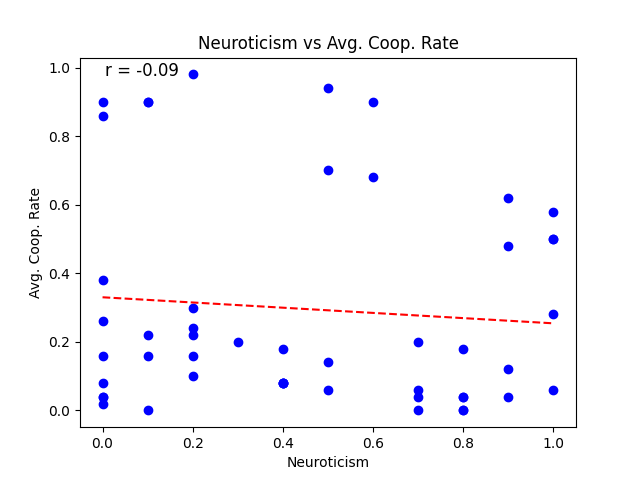 Neuroticism vs Avg. Coop. Rate
r = -0.09
Avg. Coop. Rate
1.0
0.8
0.6
0.4
0.2
0.0
0.0 0.2 0.4 0.6 0.8 1.0
Neuroticism